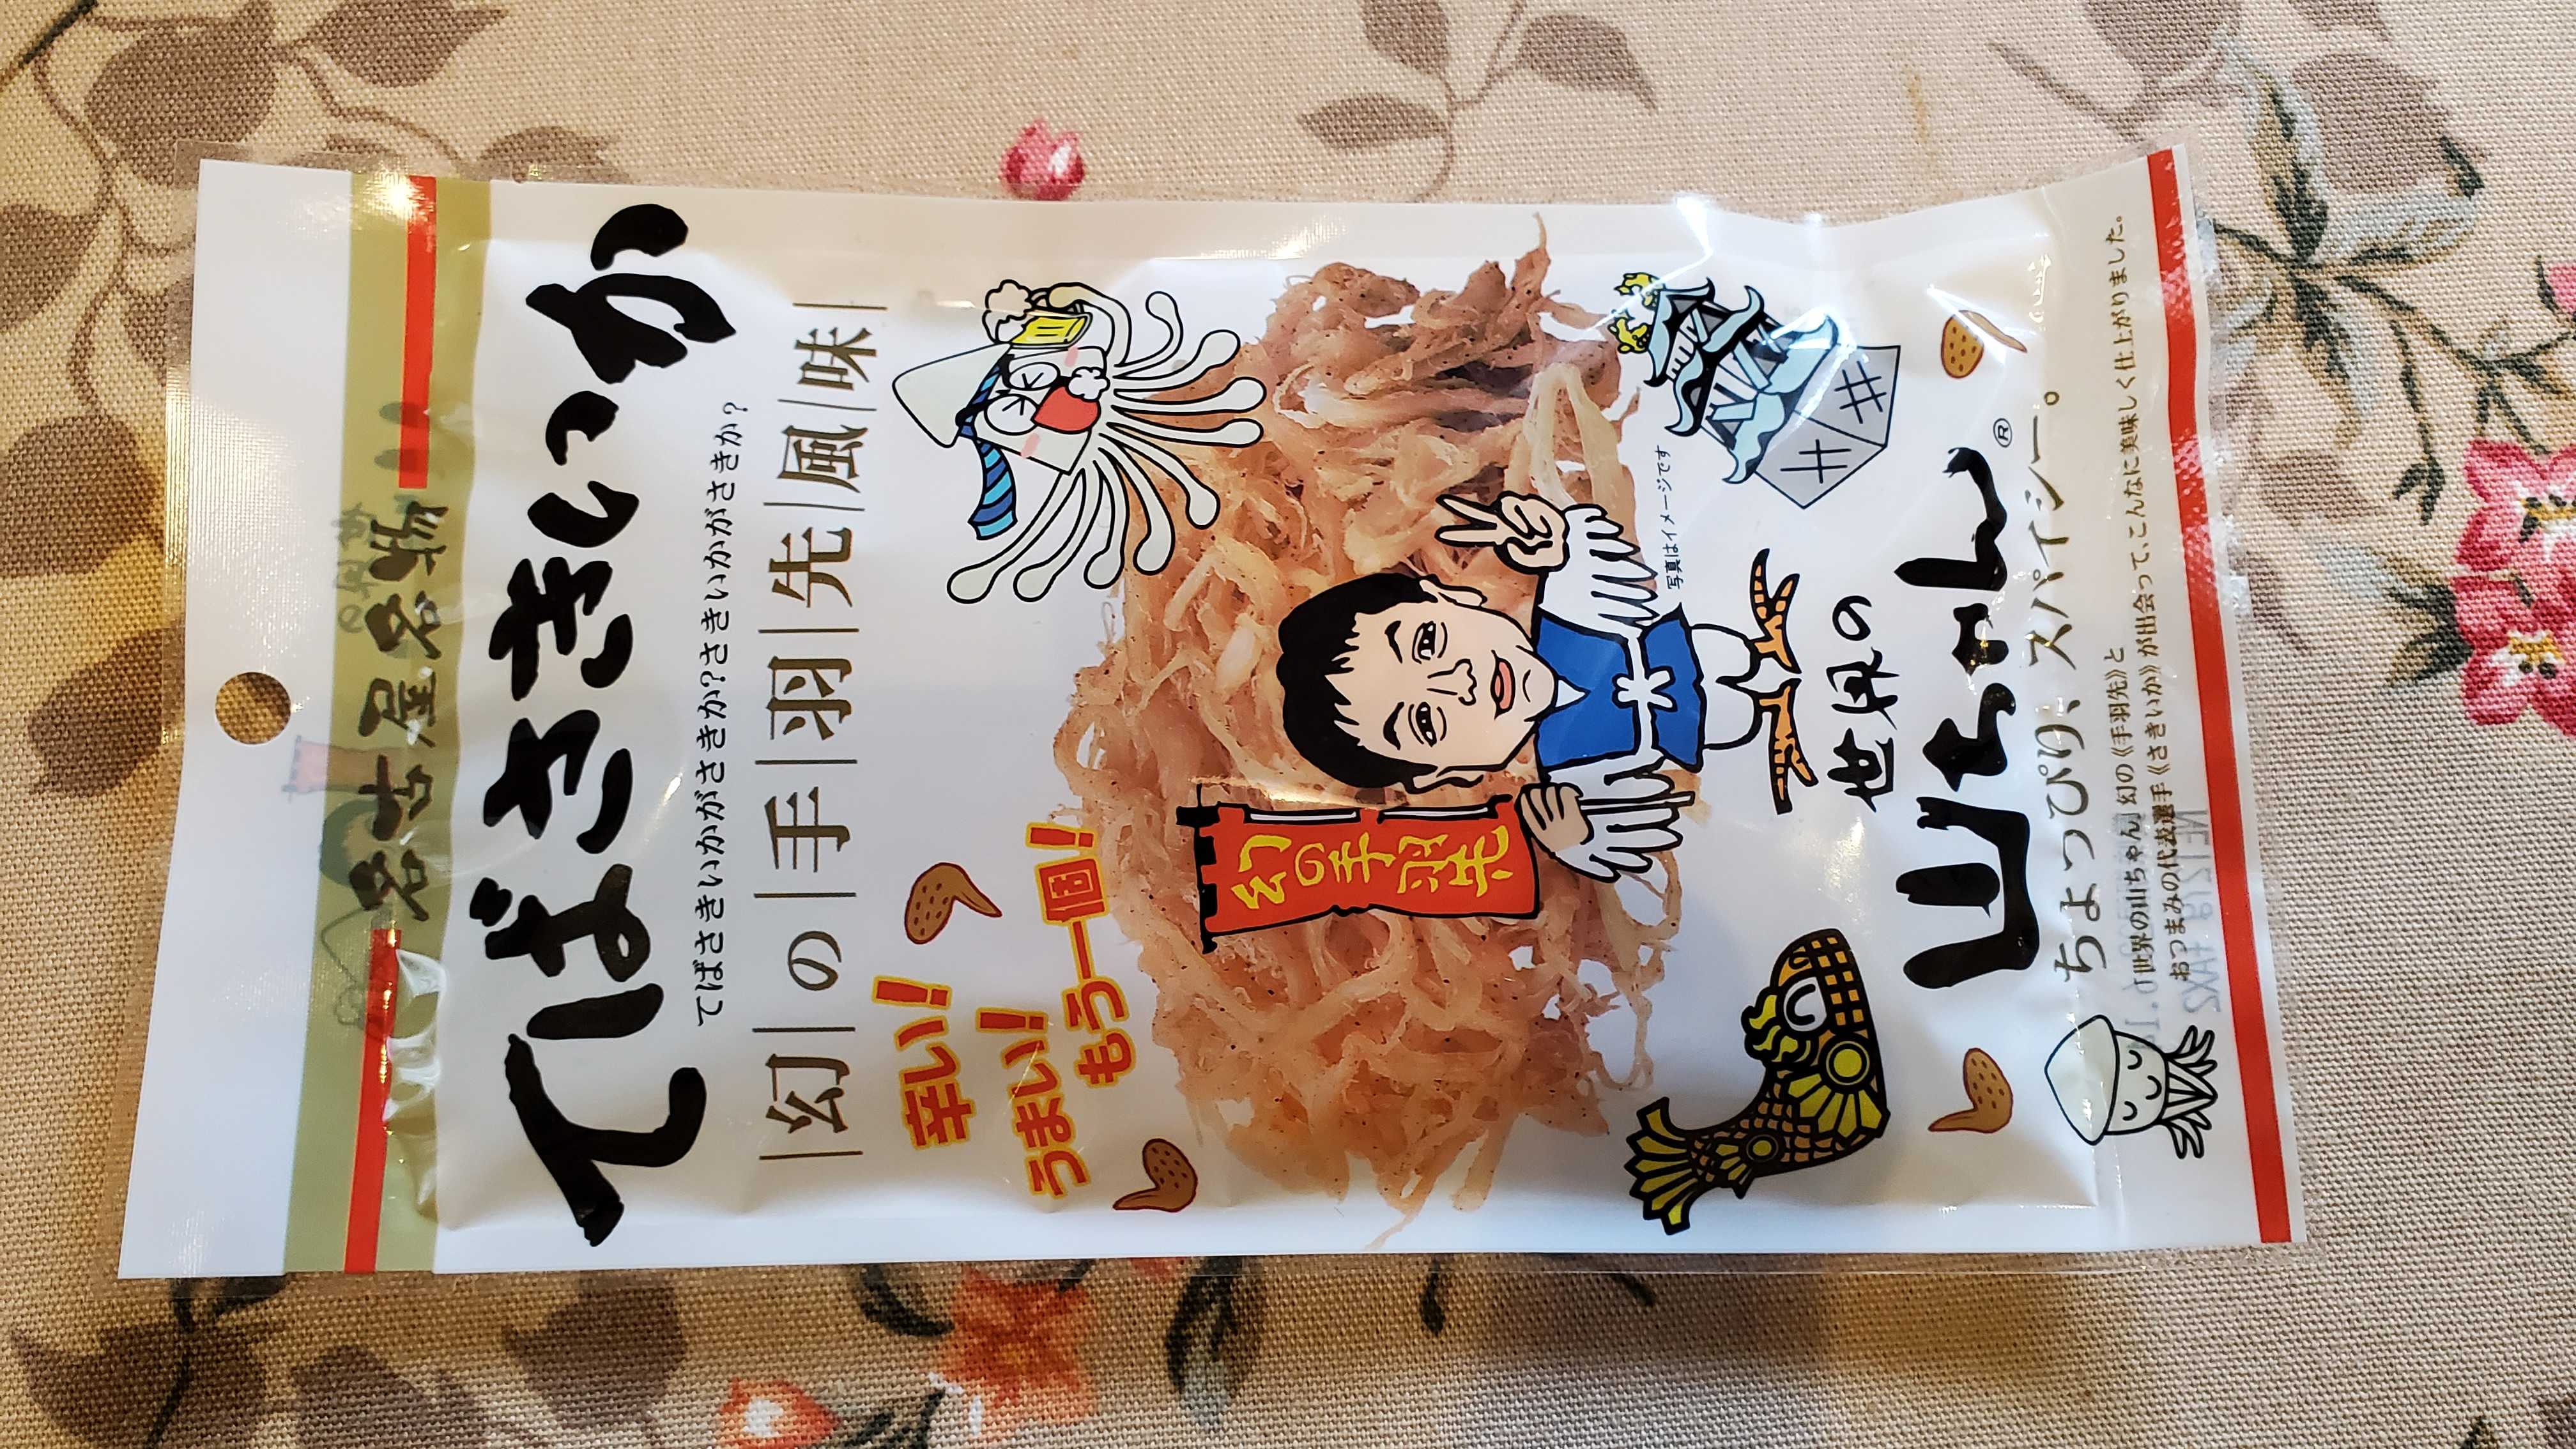 名古屋名物
てばさきいか
てばさきいかがさきか?さきいかがさきか?
幻の手羽先風味
辛い!
うまい!
もう一個!
幻の手羽先
写真はイメージです
世界の
山ちゃん®
ちょっぴり、スパイシー。
「世界の山ちゃん」幻の《手羽先》と
おつまみの代表選手《さきいか》が出会って、こんなに美味しく仕上がりました。